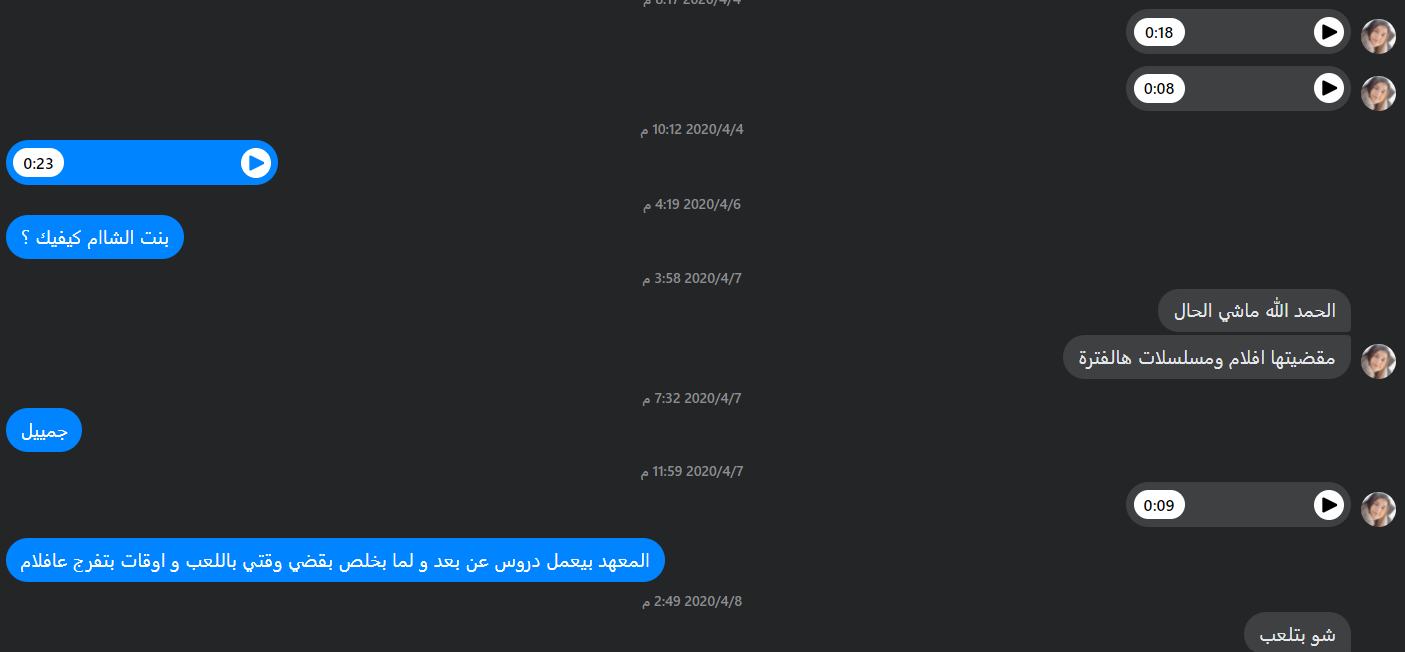 0:18
0:08
2020/4/4 10:12 م
0:23
2020/4/6 4:19 م
بنت الشاام كيفيك ؟
2020/4/7 3:58 م
الحمد الله ماشي الحال
مقضيتها افلام ومسلسلات هالفترة
2020/4/7 7:32 م
جمييل
2020/4/7 11:59 م
0:09
المعهد بيعمل دروس عن بعد و لما بخلص بقضي وقتي باللعب و اوقات بتفرج عافلام
2020/4/8 2:49 م
شو بتلعب